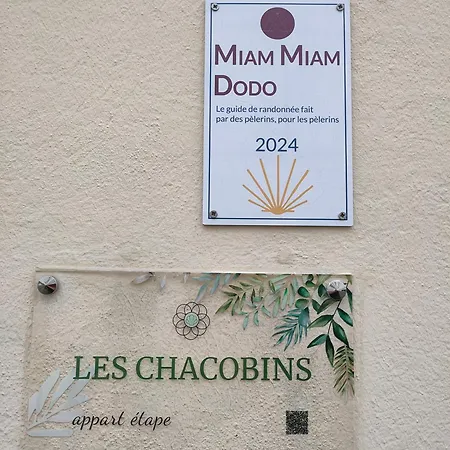 MIAM MIAM
DODO
Le guide de randonnée fait
par des pèlerins, pour les pèlerins
2024
LES CHACOBINS
appart étape